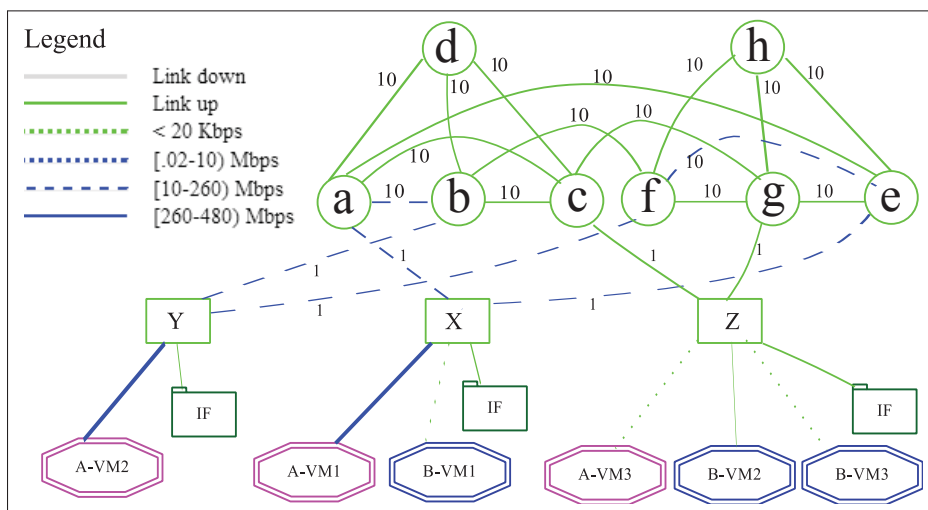 Legend
Link down
Link up
< 20 Kbps
[.02-10) Mbps
[10-260) Mbps
[260-480) Mbps
d
h
10
10
10
10
10
10
10
10
10
10
10
a
10
b
10
c
f
10
g
10
e
1
1
1
1
1
1
Y
X
Z
IF
IF
IF
A-VM2
A-VM1
B-VM1
A-VM3
B-VM2
B-VM3